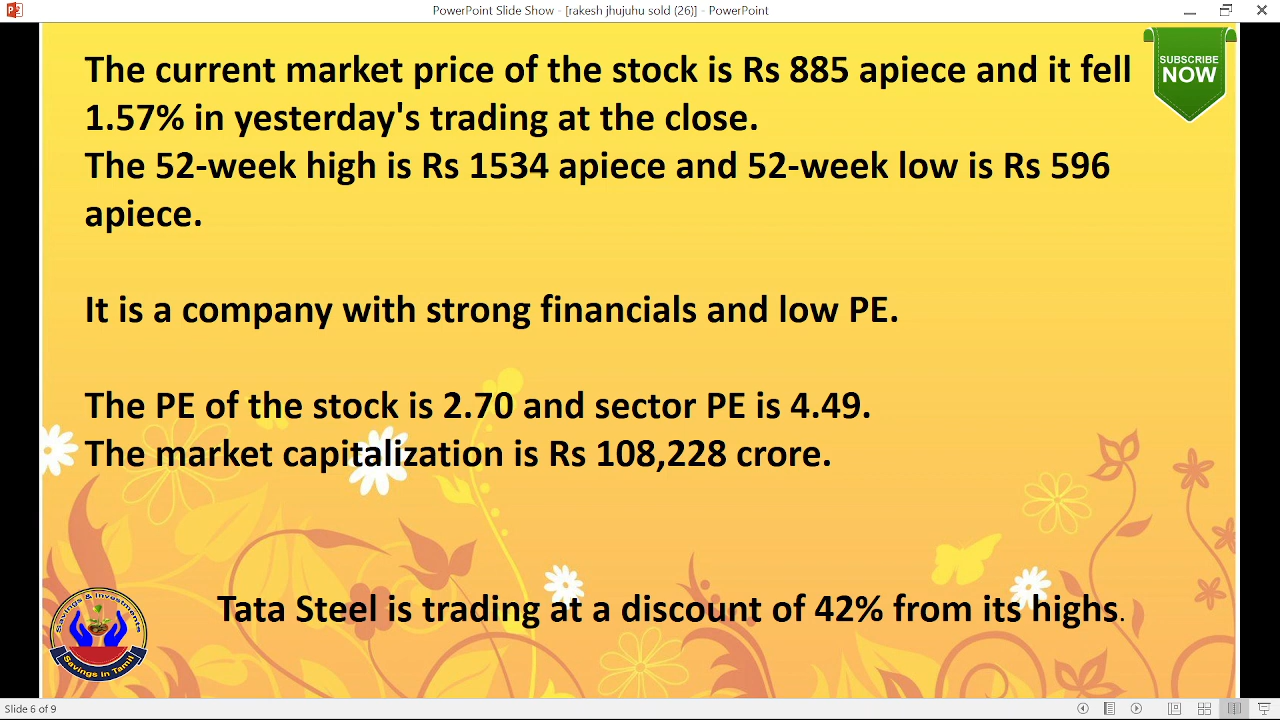 PowerPoint Slide Show - [rakesh jhujuhu sold (26)] - PowerPoint
The current market price of the stock is Rs 885 apiece and it fell
1.57% in yesterday's trading at the close.
The 52-week high is Rs 1534 apiece and 52-week low is Rs 596
apiece.
It is a company with strong financials and low PE.
The PE of the stock is 2.70 and sector PE is 4.49.
The market capitalization is Rs 108,228 crore.
Tata Steel is trading at a discount of 42% from its highs.
SUBSCRIBE
NOW
Savings & Investments
Savings in Tamil
Slide 6 of 9